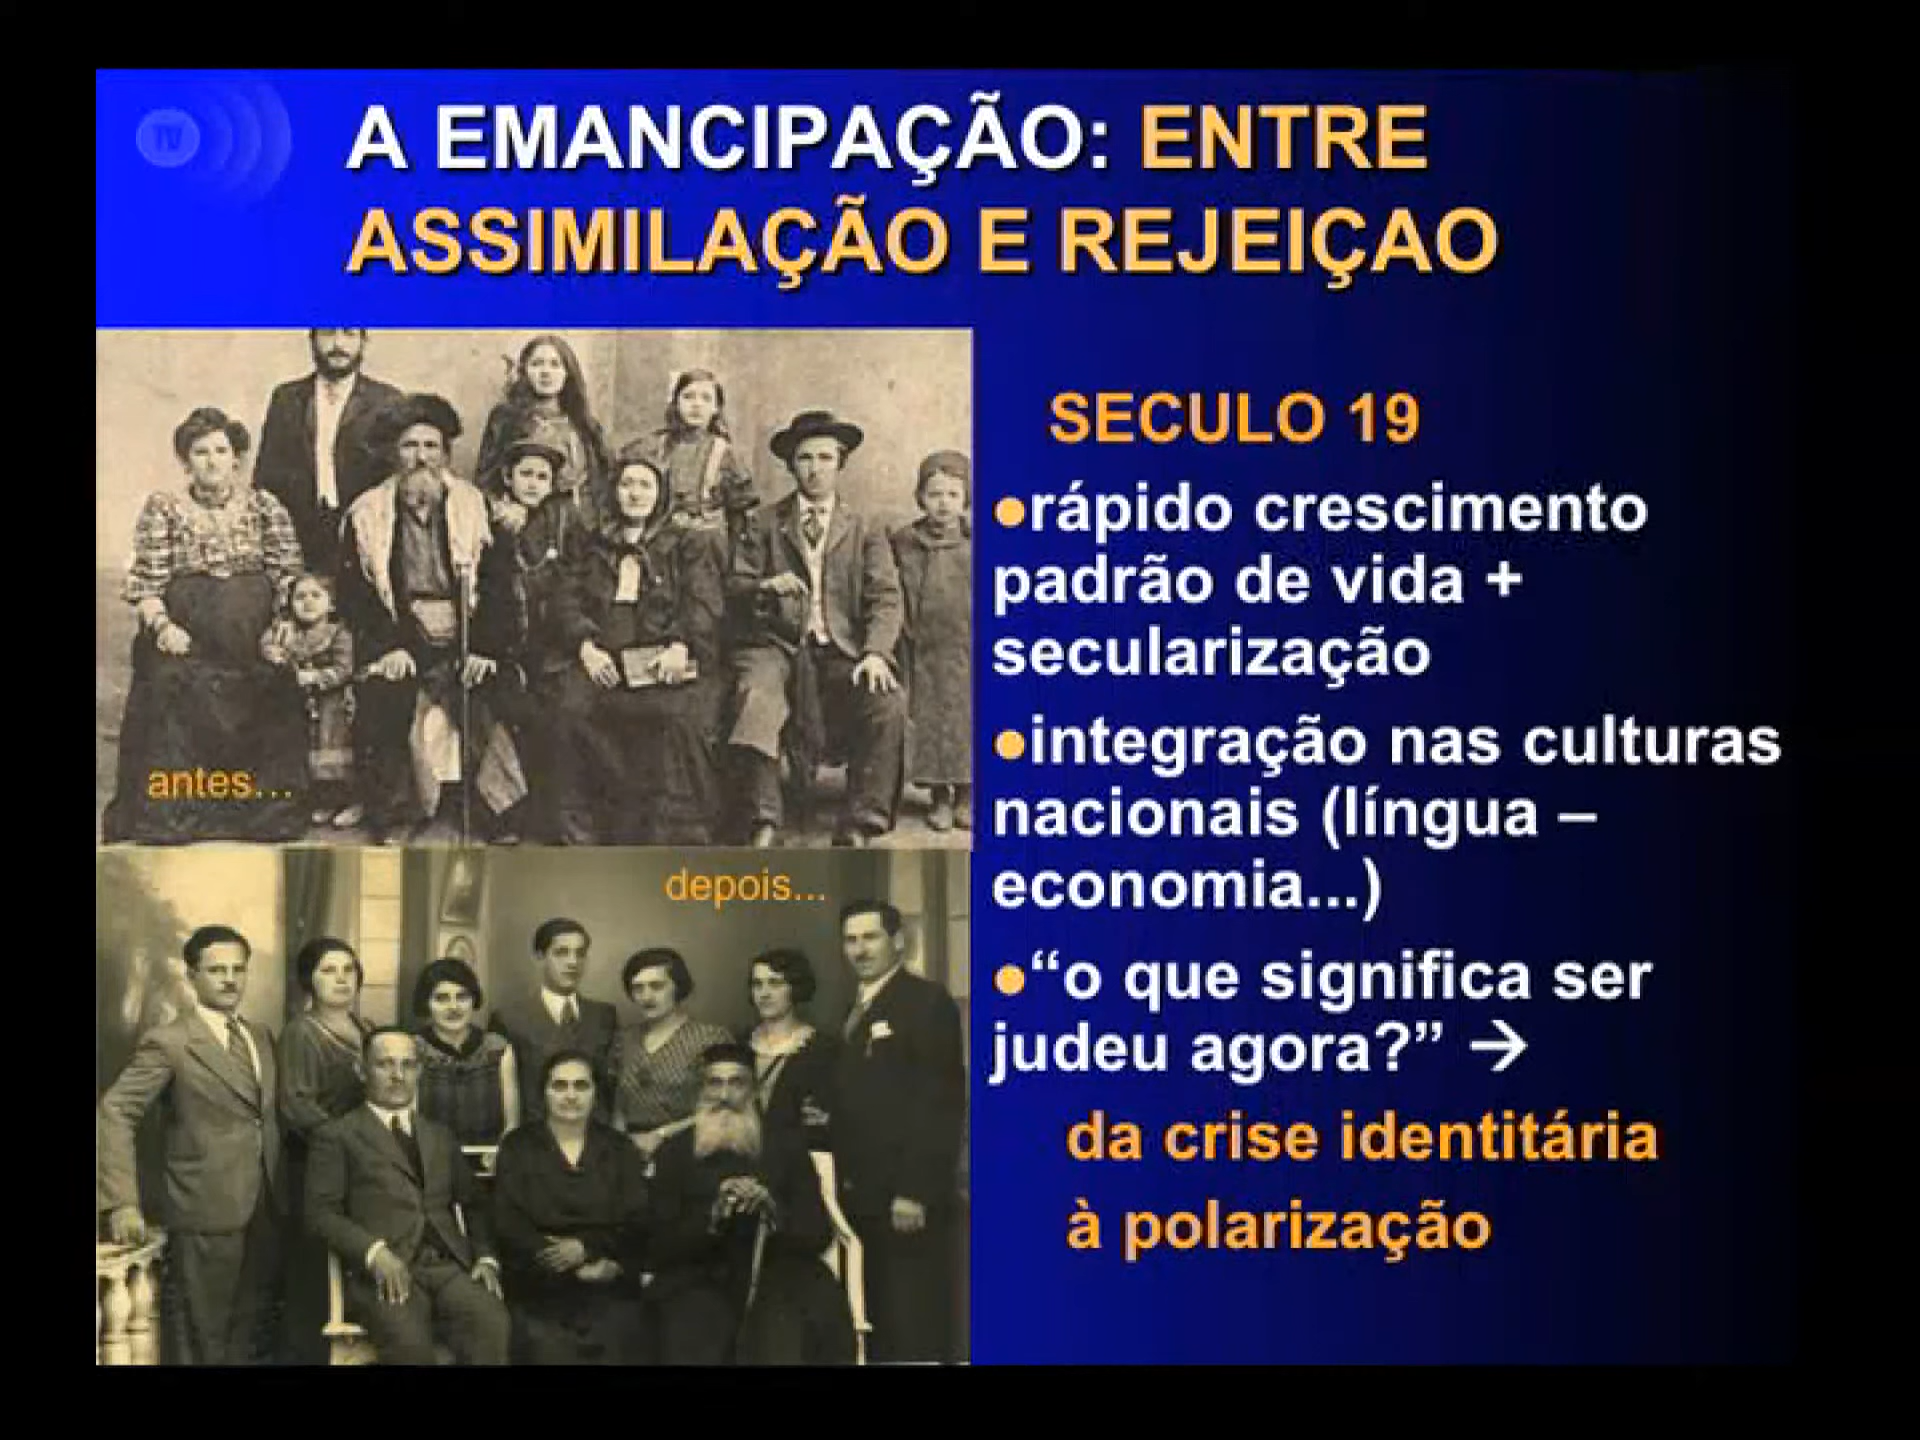 TV
A EMANCIPAÇÃO: ENTRE
ASSIMILAÇÃO E REJEIÇAO
antes...
depois...
SECULO 19
●rápido crescimento
padrão de vida +
secularização
●integração nas culturas
nacionais (língua –
economia...)
●“o que significa ser
judeu agora?” →
da crise identitária
à polarização